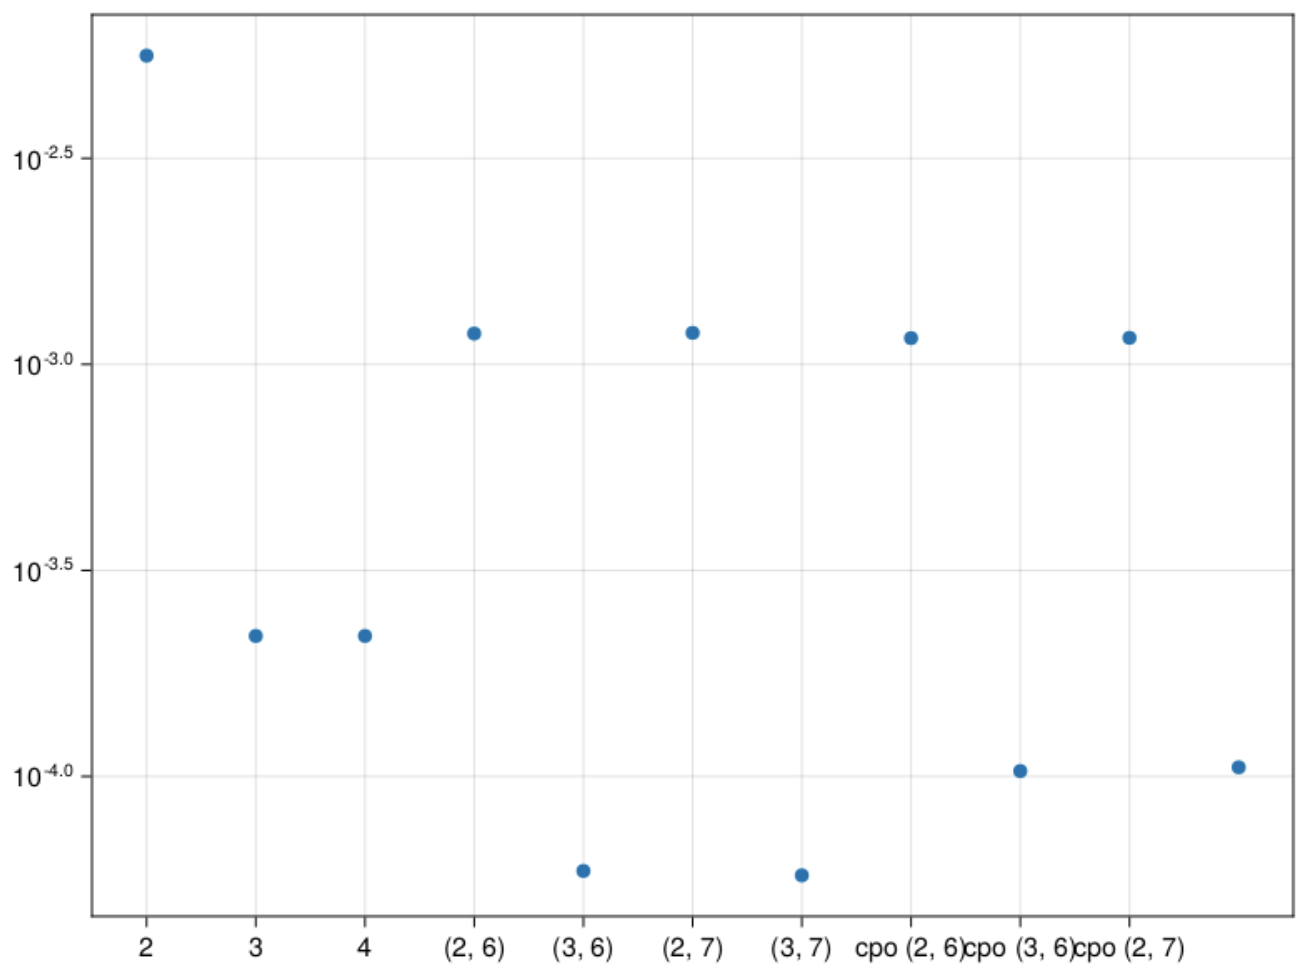 10-2.5
10-3.0
10-3.5
10-4.0
2 3 4 (2, 6) (3, 6) (2, 7) (3, 7) cpo (2, 6) cpo (3, 6) cpo (2, 7)